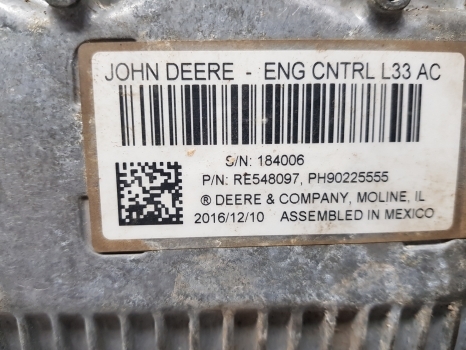 JOHN DEERE - ENG CNTRL L33 AC
S/N: 184006
P/N: RE548097, PH90225555
® DEERE & COMPANY, MOLINE, IL
2016/12/10 ASSEMBLED IN MEXICO